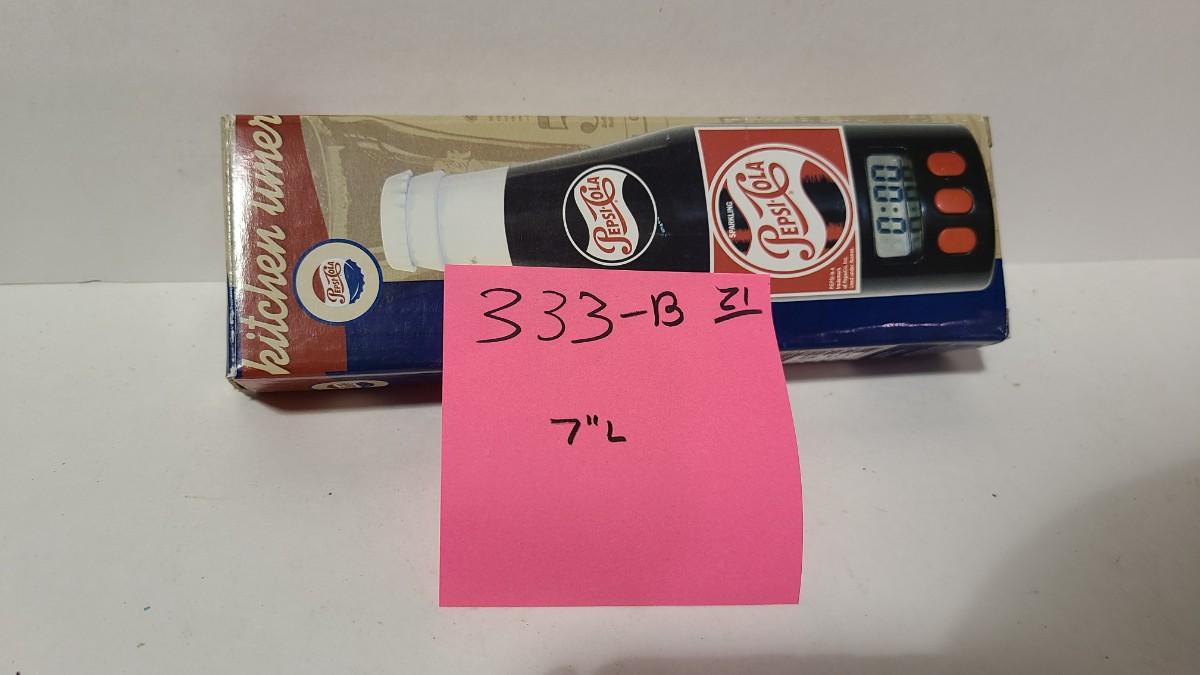 kitchen timer
PEPSI-COLA
PEPSI-COLA
SPARKLING
PEPSI-COLA
0:00
333-B 21
7"L